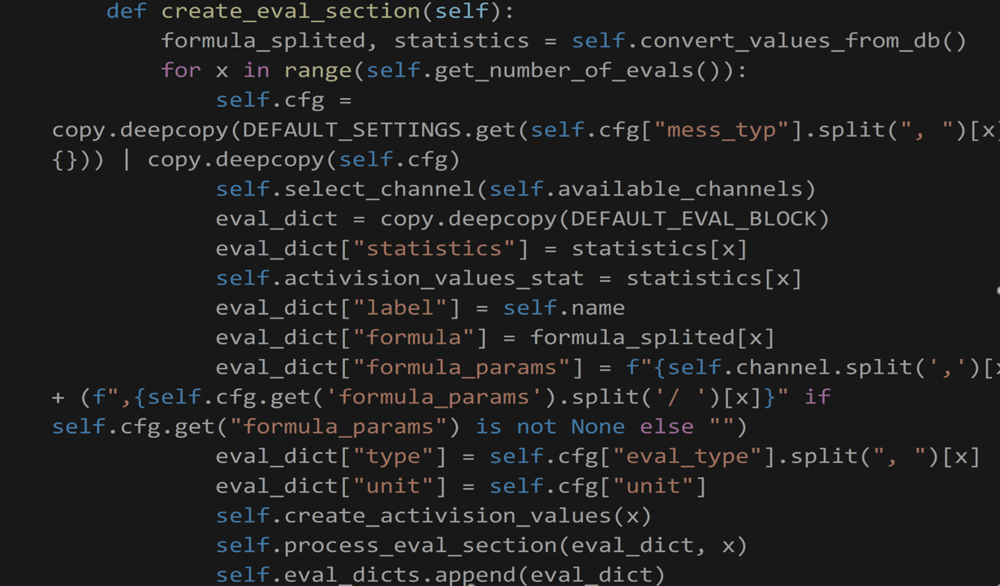 def create_eval_section(self):
formula_splited, statistics = self.convert_values_from_db()
for x in range(self.get_number_of_evals()):
self.cfg =
copy.deepcopy(DEFAULT_SETTINGS.get(self.cfg["mess_typ"].split(", ")[x]
{})) | copy.deepcopy(self.cfg)
self.select_channel(self.available_channels)
eval_dict = copy.deepcopy(DEFAULT_EVAL_BLOCK)
eval_dict["statistics"] = statistics[x]
self.activision_values_stat = statistics[x]
eval_dict["label"] = self.name
eval_dict["formula"] = formula_splited[x]
eval_dict["formula_params"] = f"{self.channel.split(',')[x
+ (f",{self.cfg.get('formula_params').split('/ ')[x]}" if
self.cfg.get("formula_params") is not None else "")
eval_dict["type"] = self.cfg["eval_type"].split(", ")[x]
eval_dict["unit"] = self.cfg["unit"]
self.create_activision_values(x)
self.process_eval_section(eval_dict, x)
self.eval_dicts.append(eval_dict)